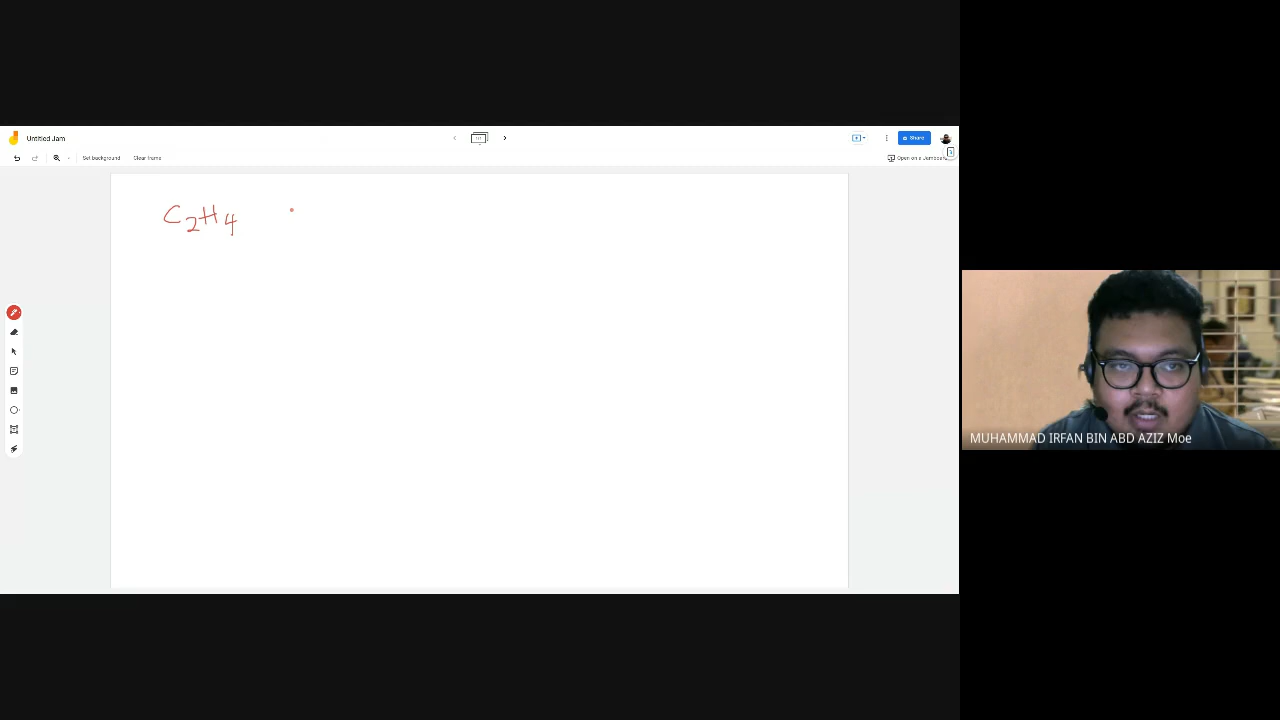 Untitled Jam
Share
Set background
Clear frame
Open on a Jamboard
C₂H₄
MUHAMMAD IRFAN BIN ABD AZIZ Moe